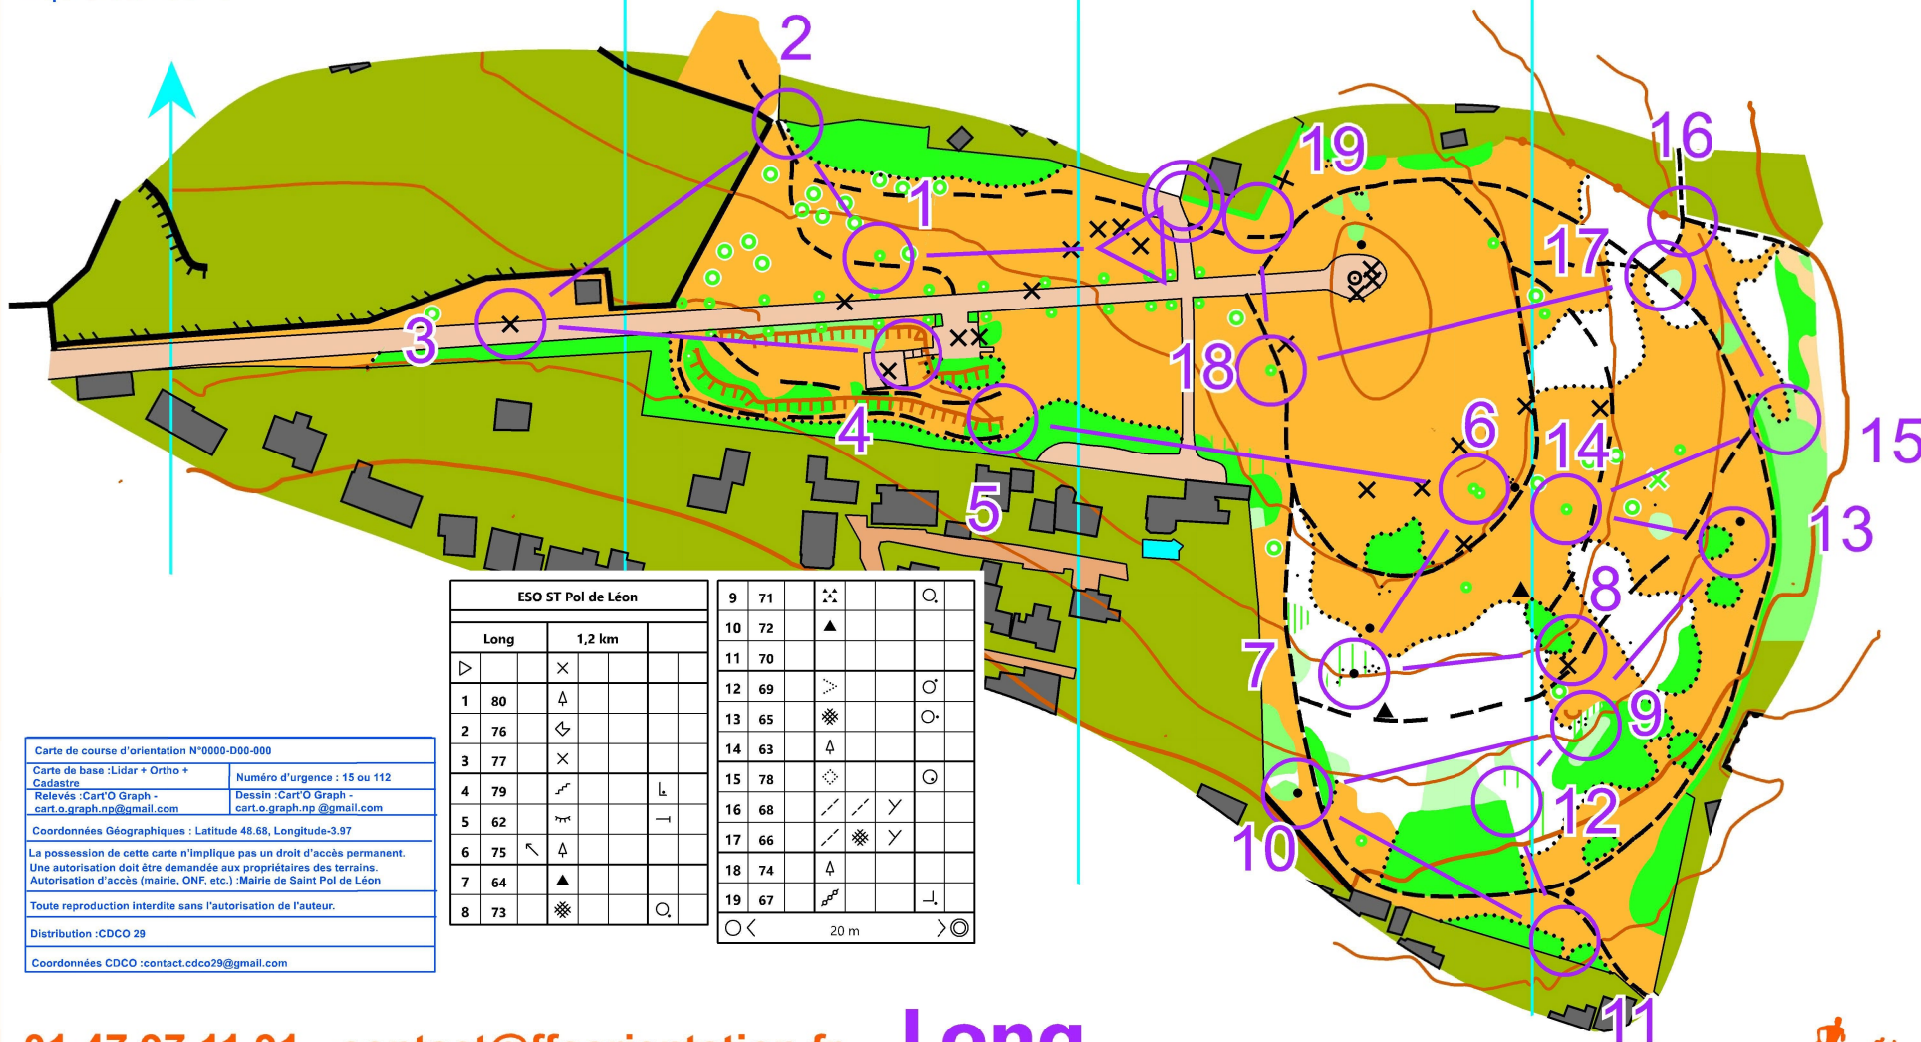 2
19
16
1
17
3
18
6
14
15
4
5
13
8
7
9
12
10
11
ESO ST Pol de Léon
Long 1,2 km
1 80
2 76
3 77
4 79
5 62
6 75
7 64
8 73
9 71
10 72
11 70
12 69
13 65
14 63
15 78
16 68
17 66
18 74
19 67
20 m
Carte de course d'orientation N°0000-D00-000
Carte de base :Lidar + Ortho +
Cadastre
Numéro d'urgence : 15 ou 112
Relevés :Cart'O Graph -
cart.o.graph.np@gmail.com
Dessin :Cart'O Graph -
cart.o.graph.np @gmail.com
Coordonnées Géographiques : Latitude 48.68, Longitude-3.97
La possession de cette carte n'implique pas un droit d'accès permanent.
Une autorisation doit être demandée aux propriétaires des terrains.
Autorisation d'accès (mairie, ONF, etc.) :Mairie de Saint Pol de Léon
Toute reproduction interdite sans l'autorisation de l'auteur.
Distribution :CDCO 29
Coordonnées CDCO :contact.cdco29@gmail.com
Long